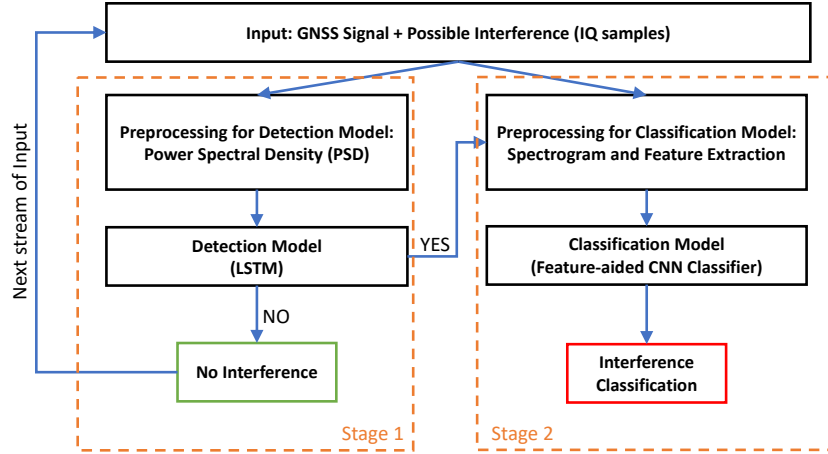 Input: GNSS Signal + Possible Interference (IQ samples)
Preprocessing for Detection Model:
Power Spectral Density (PSD)
Preprocessing for Classification Model:
Spectrogram and Feature Extraction
Next stream of Input
Detection Model
(LSTM)
YES
Classification Model
(Feature-aided CNN Classifier)
NO
No Interference
Interference
Classification
Stage 1
Stage 2